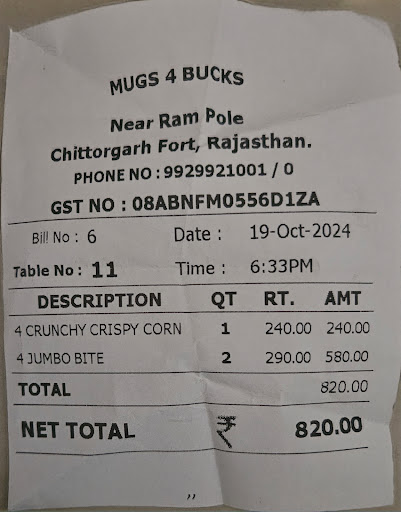 MUGS 4 BUCKS
Near Ram Pole
Chittorgarh Fort, Rajasthan.
PHONE NO : 9929921001 / 0
GST NO : 08ABNFM0556D1ZA
Bill No : 6 Date : 19-Oct-2024
Table No : 11 Time : 6:33PM
DESCRIPTION QT RT. AMT
4 CRUNCHY CRISPY CORN 1 240.00 240.00
4 JUMBO BITE 2 290.00 580.00
TOTAL 820.00
NET TOTAL ₹ 820.00
,,